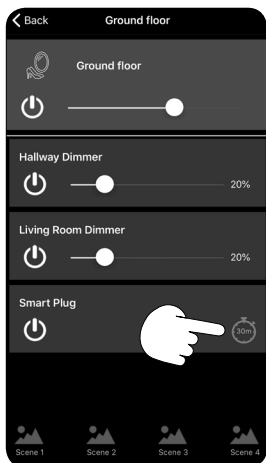 Back
Ground floor
Ground floor
Hallway Dimmer
20%
Living Room Dimmer
20%
Smart Plug
30m
Scene 1
Scene 2
Scene 3
Scene 4